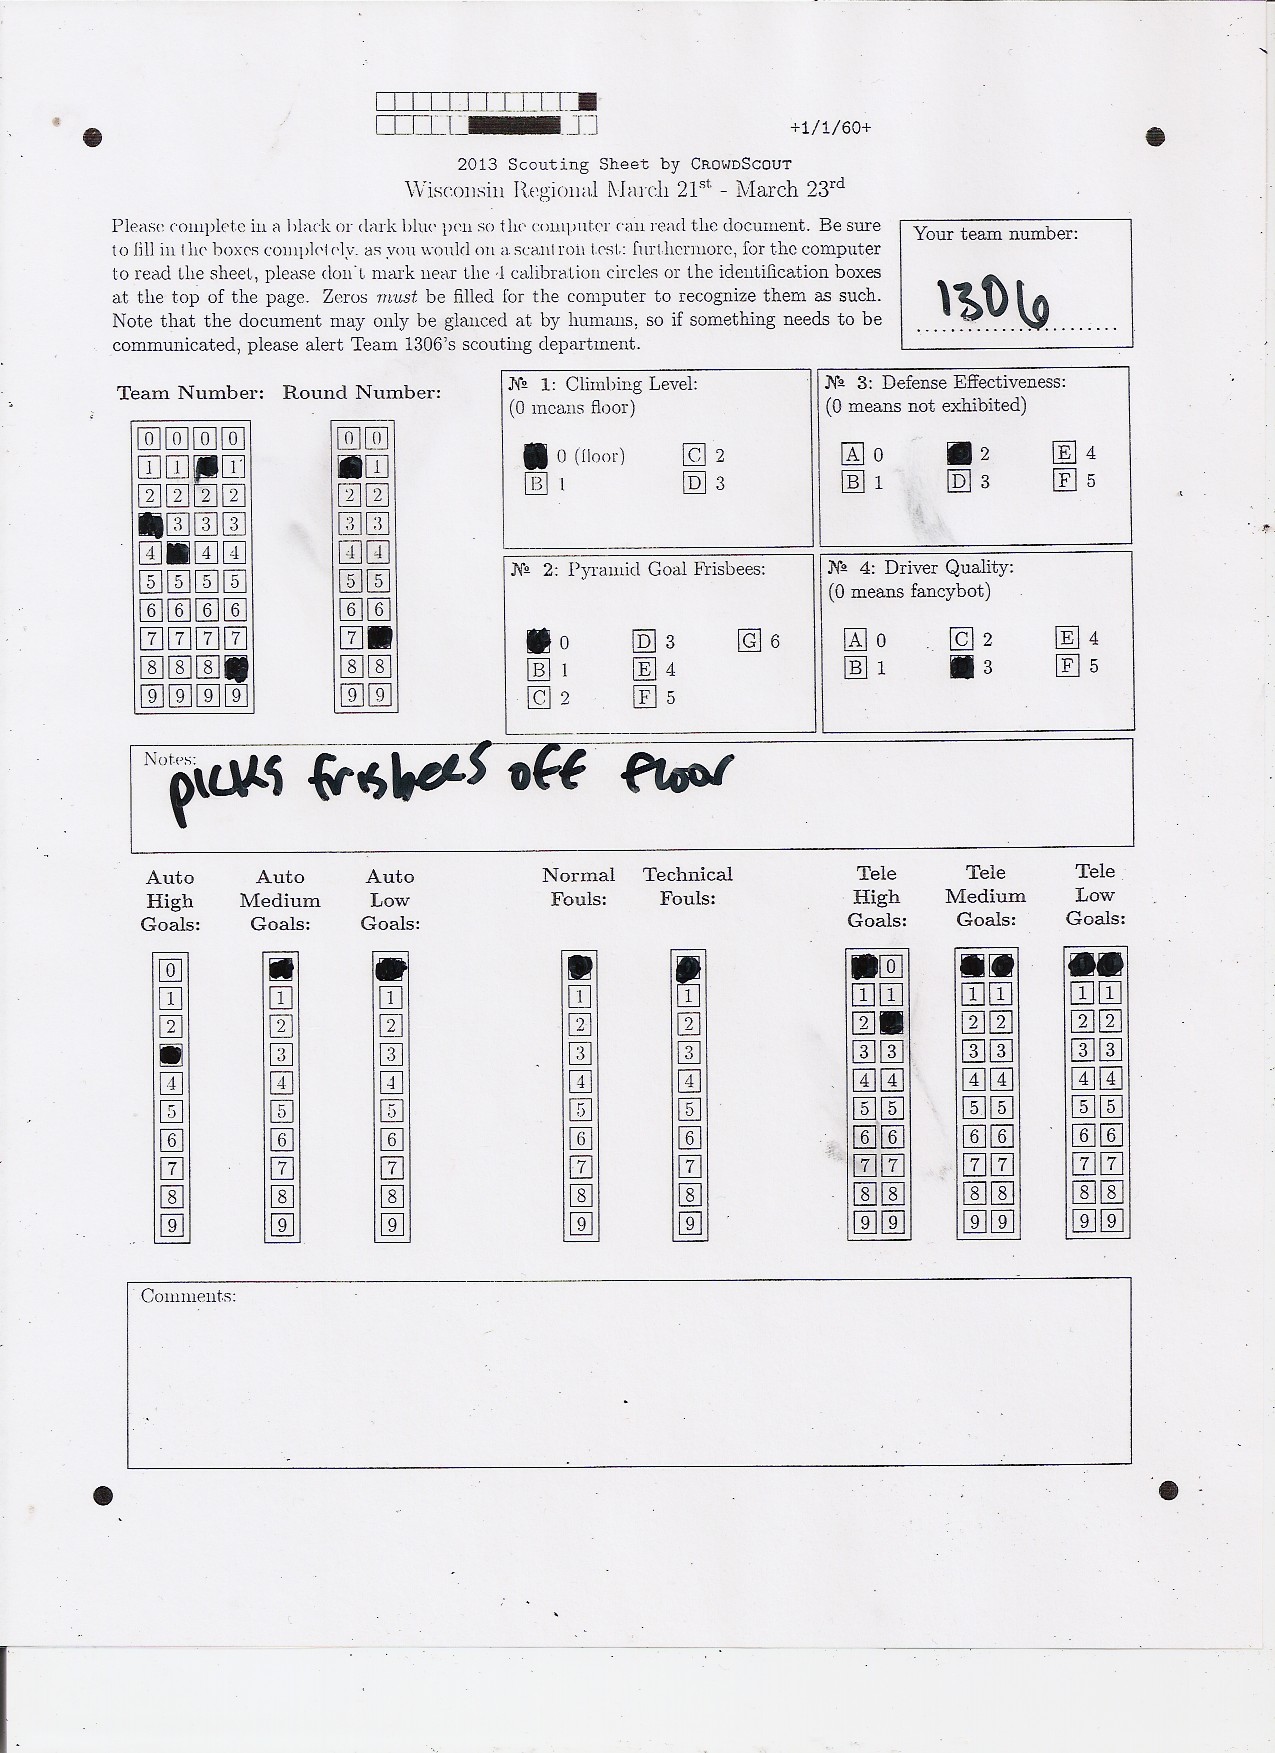 +1/1/60+
2013 Scouting Sheet by CROWDSCOUT
Wisconsin Regional March 21st - March 23rd
Please complete in a black or dark blue pen so the computer can read the document. Be sure
to fill in the boxes completely, as you would on a scantron test; furthermore, for the computer
to read the sheet, please don't mark near the 4 calibration circles or the identification boxes
at the top of the page. Zeros must be filled for the computer to recognize them as such.
Note that the document may only be glanced at by humans, so if something needs to be
communicated, please alert Team 1306's scouting department.
Your team number:
1306
Team Number: Round Number:
0 0 0 0 0 0
1 1 1 1
2 2 2 2 2 2
3 3 3 3 3
4 4 4 4 4
5 5 5 5 5 5
6 6 6 6 6 6
7 7 7 7 7
8 8 8 8 8
9 9 9 9 9 9
№ 1: Climbing Level:
(0 means floor)
0 (floor) C 2
B 1 D 3
№ 3: Defense Effectiveness:
(0 means not exhibited)
A 0 2 E 4
B 1 D 3 F 5
№ 2: Pyramid Goal Frisbees:
0 D 3 G 6
B 1 E 4
C 2 F 5
№ 4: Driver Quality:
(0 means fancybot)
A 0 C 2 E 4
B 1 3 F 5
Notes:
picks frisbees off floor
Auto High Goals:
0
1
2
4
5
6
7
8
9
Auto Medium Goals:
1
2
3
4
5
6
7
8
9
Auto Low Goals:
1
2
3
4
5
6
7
8
9
Normal Fouls:
1
2
3
4
5
6
7
8
9
Technical Fouls:
1
2
3
4
5
6
7
8
9
Tele High Goals:
0
1 1
2
3 3
4 4
5 5
6 6
7 7
8 8
9 9
Tele Medium Goals:
1 1
2 2
3 3
4 4
5 5
6 6
7 7
8 8
9 9
Tele Low Goals:
1 1
2 2
3 3
4 4
5 5
6 6
7 7
8 8
9 9
Comments: